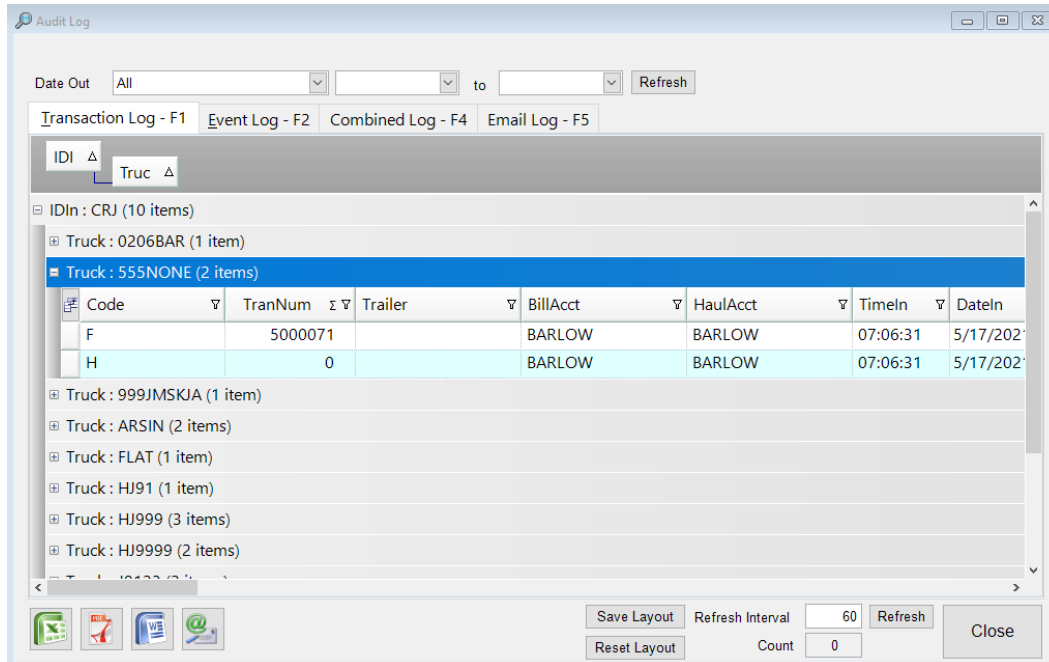 Audit Log
Date Out All to Refresh
Transaction Log - F1 Event Log - F2 Combined Log - F4 Email Log - F5
IDI
Truc
IDIn : CRJ (10 items)
Truck : 0206BAR (1 item)
Truck : 555NONE (2 items)
Code TranNum Σ Trailer BillAcct HaulAcct TimeIn DateIn
F 5000071 BARLOW BARLOW 07:06:31 5/17/202
H 0 BARLOW BARLOW 07:06:31 5/17/202
Truck : 999JMSKJA (1 item)
Truck : ARSIN (2 items)
Truck : FLAT (1 item)
Truck : HJ91 (1 item)
Truck : HJ999 (3 items)
Truck : HJ9999 (2 items)
Save Layout Refresh Interval 60 Refresh
Close
Reset Layout Count 0